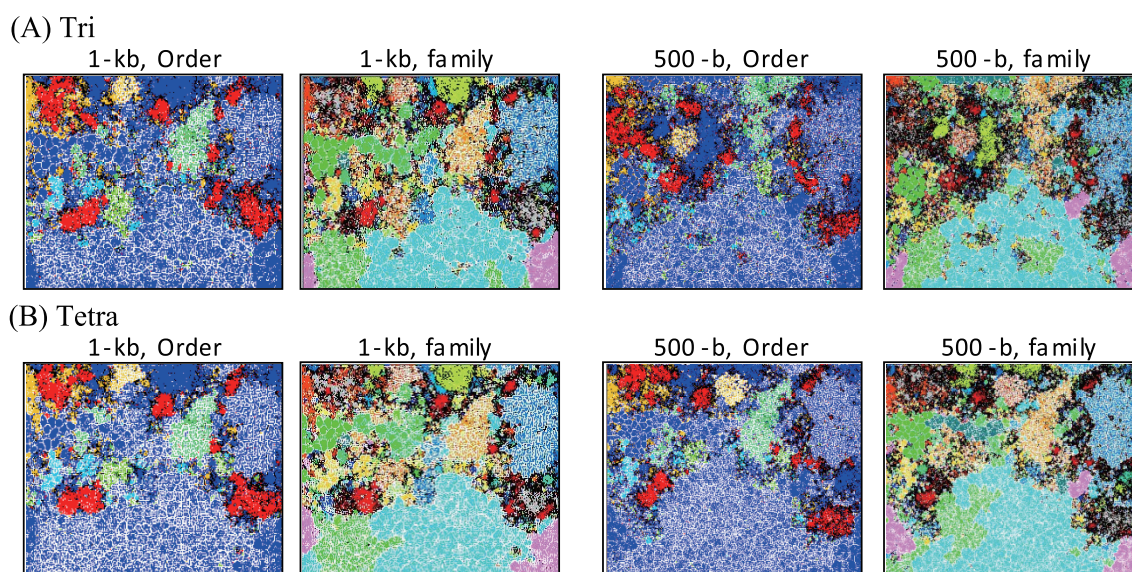 (A) Tri
1-kb, Order 1-kb, family 500 -b, Order 500 -b, family
(B) Tetra
1-kb, Order 1-kb, family 500 -b, Order 500 -b, family